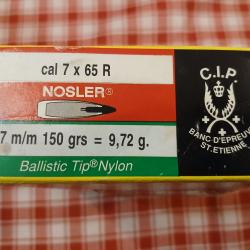 cal 7 x 65 R
NOSLER®
7 m/m 150 grs = 9,72 g.
Ballistic Tip® Nylon
C.I.P
BANC D'EPREUVE
ST. ETIENNE